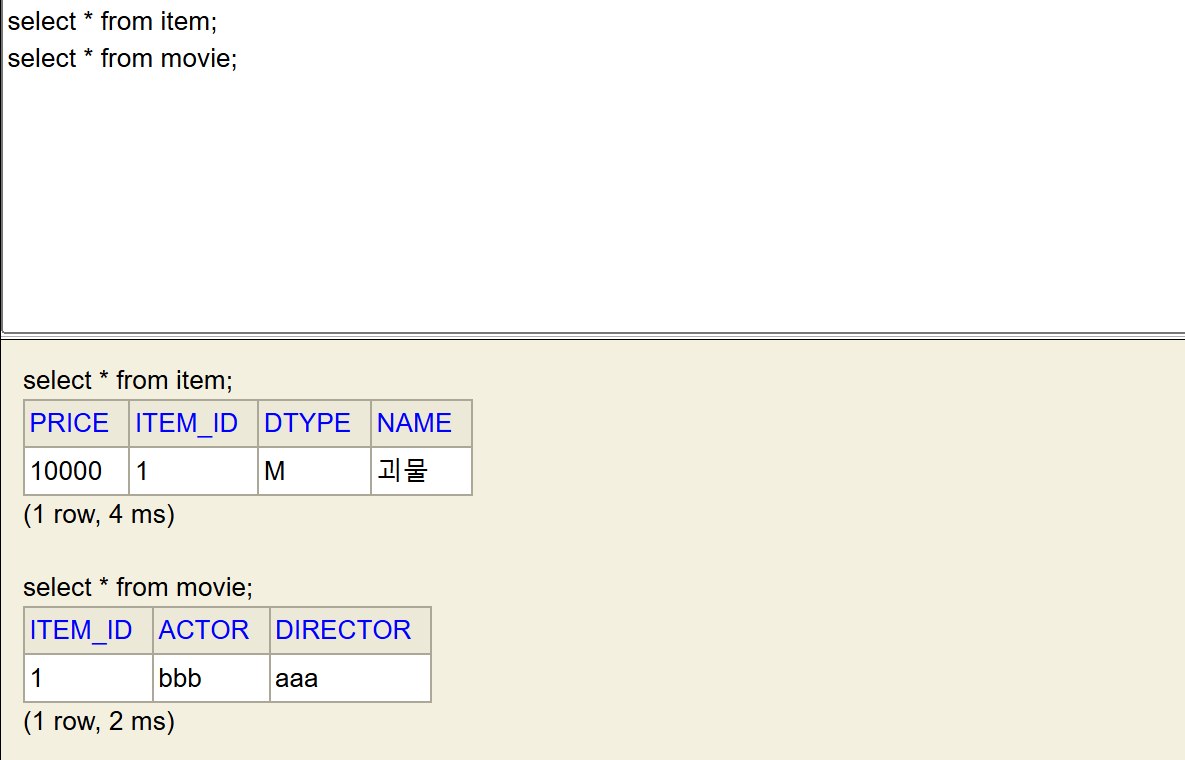 select * from item;
select * from movie;
select * from item;
PRICE ITEM_ID DTYPE NAME
10000 1 M 괴물
(1 row, 4 ms)
select * from movie;
ITEM_ID ACTOR DIRECTOR
1 bbb aaa
(1 row, 2 ms)